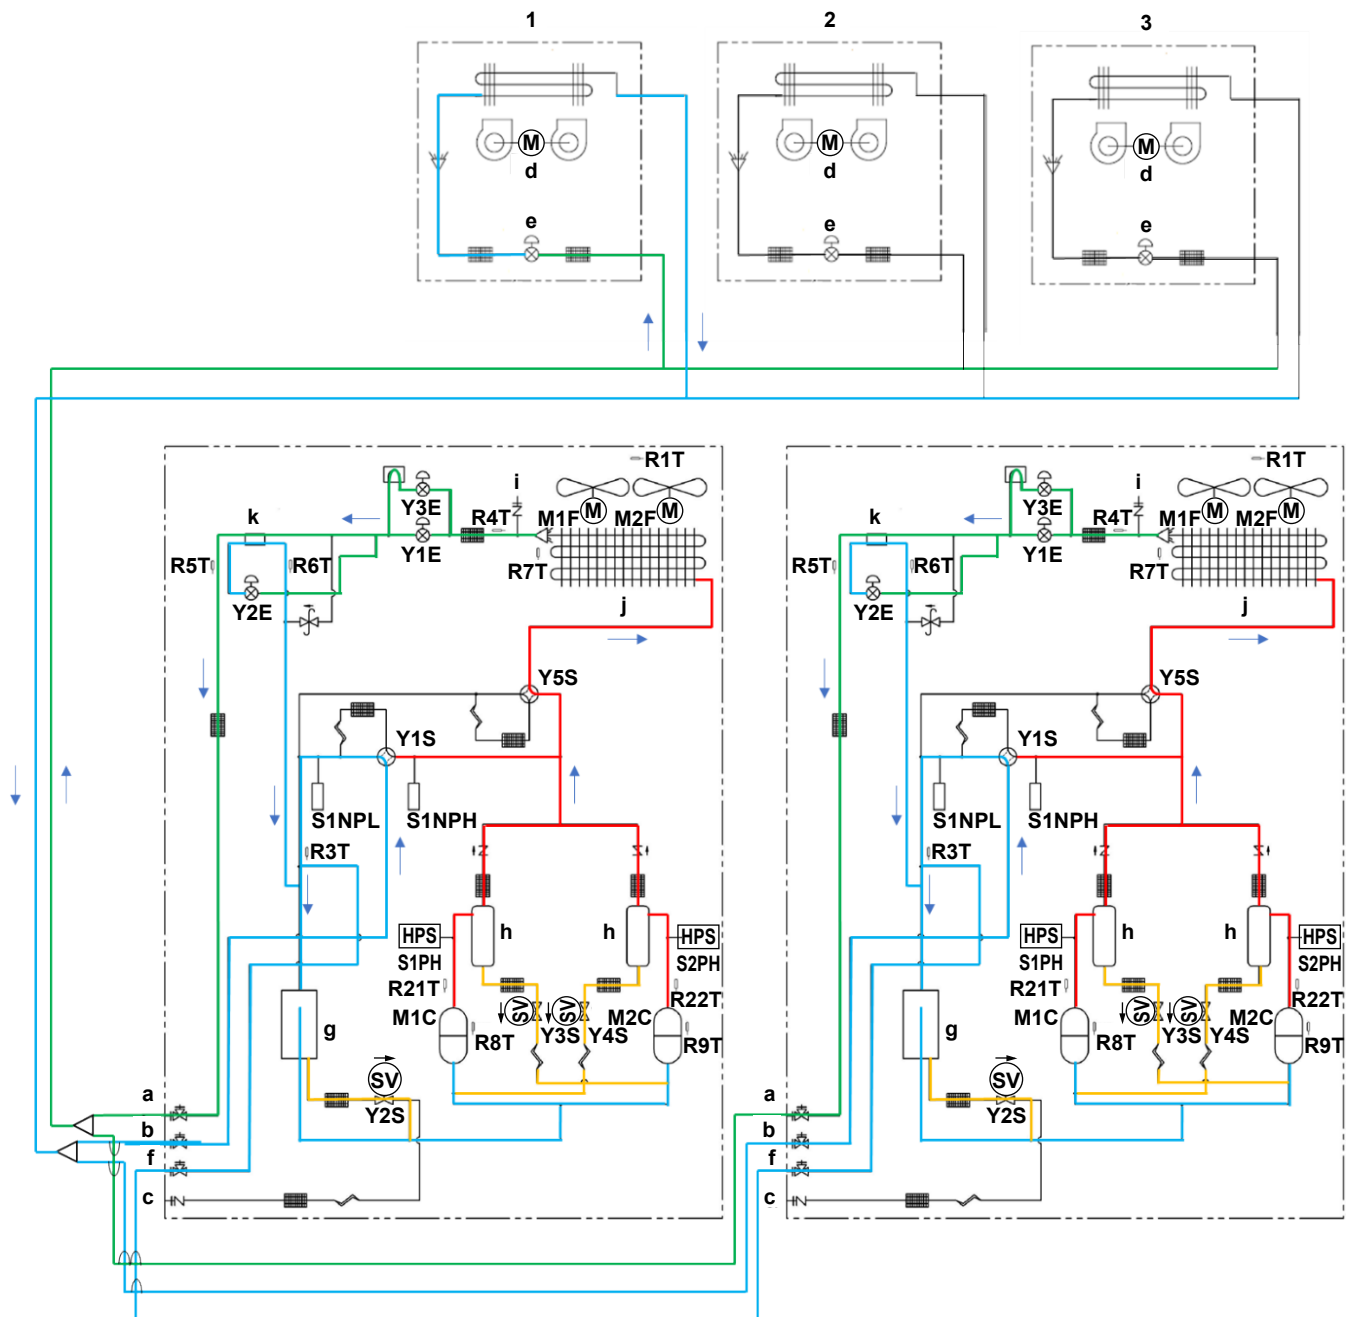 1 2 3
M M M
d d d
e e e
R1T R1T
i i
Y3E M M Y3E M M
k R4T M1F M2F k R4T M1F M2F
Y1E Y1E
R5T R6T R7T R5T R6T R7T
Y2E j Y2E j
Y5S Y5S
Y1S Y1S
S1NPL S1NPH S1NPL S1NPH
R3T R3T
HPS h h HPS HPS h h HPS
S1PH S2PH S1PH S2PH
R21T R22T R21T R22T
SV SV SV SV
M1C M2C M1C M2C
g R8T Y3S Y4S R9T g R8T Y3S Y4S R9T
SV SV
a Y2S a Y2S
b b
f f
c c